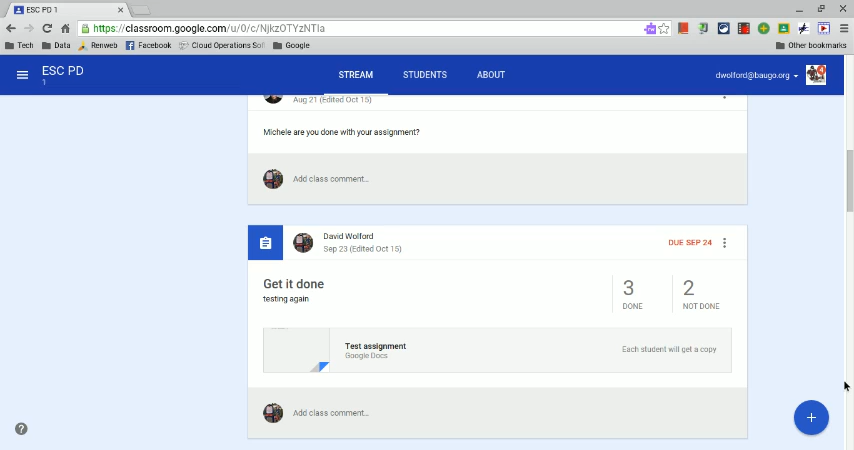 ESC PD 1
https://classroom.google.com/u/0/c/NjkzOTYzNTIa
Tech Data Renweb Facebook Cloud Operations Sof Google Other bookmarks
ESC PD
1
STREAM STUDENTS ABOUT
dwolford@baugo.org
Aug 21 (Edited Oct 15)
Michele are you done with your assignment?
Add class comment...
David Wolford
Sep 23 (Edited Oct 15)
DUE SEP 24
Get it done
testing again
3 DONE
2 NOT DONE
Test assignment
Google Docs
Each student will get a copy
Add class comment...